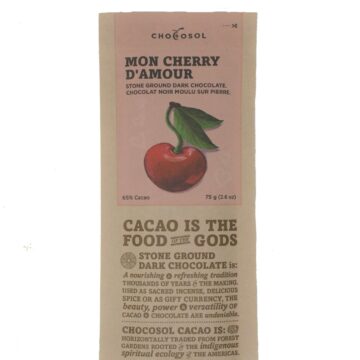 CHOCOSOL
MON CHERRY
D'AMOUR
STONE GROUND DARK CHOCOLATE.
CHOCOLAT NOIR MOULU SUR PIERRE.
65% Cacao 75 g (2.6 oz)
CACAO IS THE
FOOD OF THE GODS
STONE GROUND
DARK CHOCOLATE is:
A nourishing & refreshing tradition
THOUSANDS OF YEARS in THE MAKING,
USED AS SACRED INCENSE, DELICIOUS
SPICE OR AS GIFT CURRENCY, THE
beauty, power & versatility OF
CACAO & CHOCOLATE ARE undeniable.
CHOCOSOL CACAO IS:
HORIZONTALLY TRADED FROM FOREST
GARDENS ROOTED in THE indigenous
spiritual ecology of THE AMERICAS.